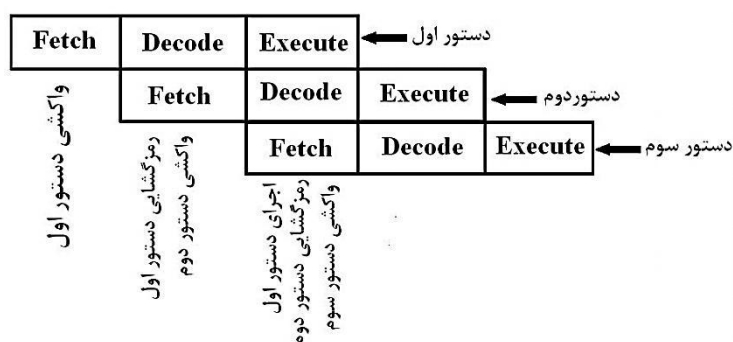 Fetch Decode Execute دستور اول
Fetch Decode Execute دستوردوم
Fetch Decode Execute دستور سوم
واکشی دستور اول
رمزگشایی دستور اول
واکشی دستور دوم
اجرای دستور اول
رمزگشایی دستور دوم
واکشی دستور سوم